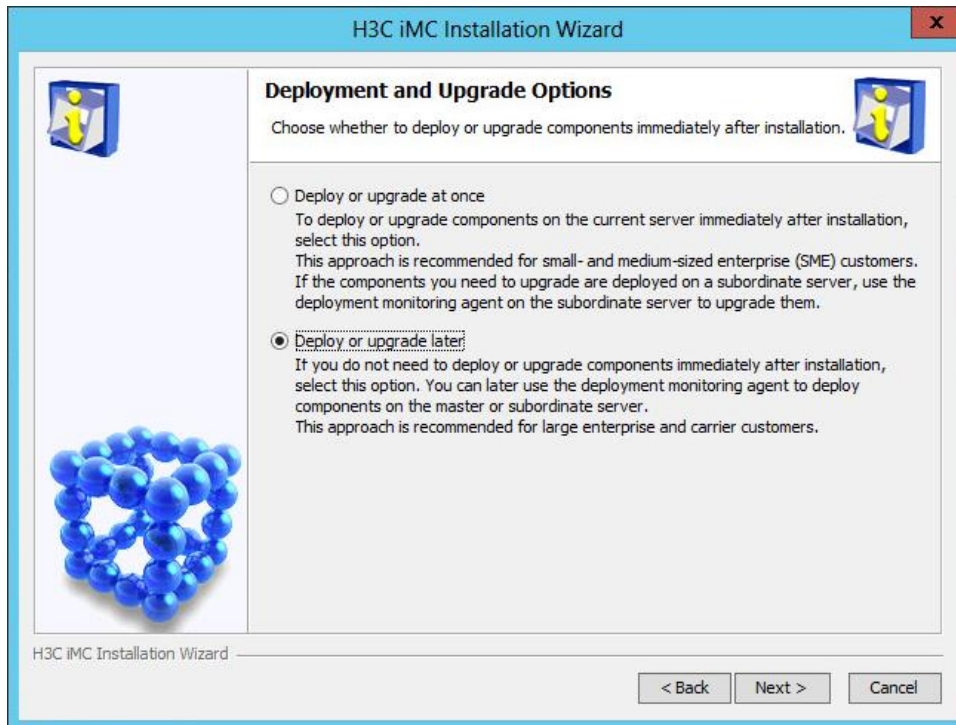 H3C iMC Installation Wizard
x
Deployment and Upgrade Options
Choose whether to deploy or upgrade components immediately after installation.
Deploy or upgrade at once
To deploy or upgrade components on the current server immediately after installation,
select this option.
This approach is recommended for small- and medium-sized enterprise (SME) customers.
If the components you need to upgrade are deployed on a subordinate server, use the
deployment monitoring agent on the subordinate server to upgrade them.
Deploy or upgrade later
If you do not need to deploy or upgrade components immediately after installation,
select this option. You can later use the deployment monitoring agent to deploy
components on the master or subordinate server.
This approach is recommended for large enterprise and carrier customers.
H3C iMC Installation Wizard
< Back
Next >
Cancel